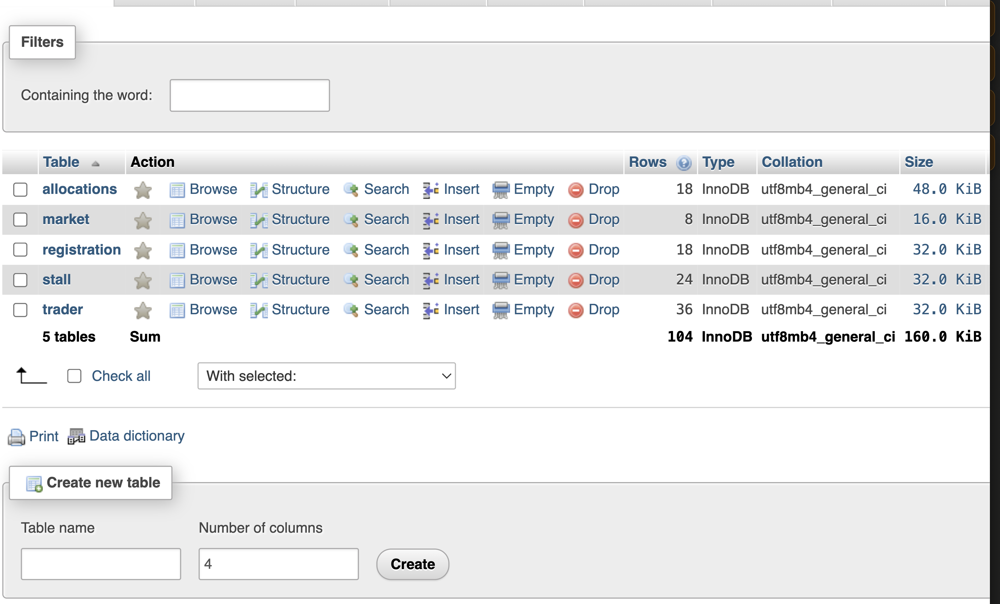 Filters
Containing the word:
Table Action Rows Type Collation Size
allocations Browse Structure Search Insert Empty Drop 18 InnoDB utf8mb4_general_ci 48.0 KiB
market Browse Structure Search Insert Empty Drop 8 InnoDB utf8mb4_general_ci 16.0 KiB
registration Browse Structure Search Insert Empty Drop 18 InnoDB utf8mb4_general_ci 32.0 KiB
stall Browse Structure Search Insert Empty Drop 24 InnoDB utf8mb4_general_ci 32.0 KiB
trader Browse Structure Search Insert Empty Drop 36 InnoDB utf8mb4_general_ci 32.0 KiB
5 tables Sum 104 InnoDB utf8mb4_general_ci 160.0 KiB
Check all With selected:
Print Data dictionary
Create new table
Table name Number of columns
4 Create